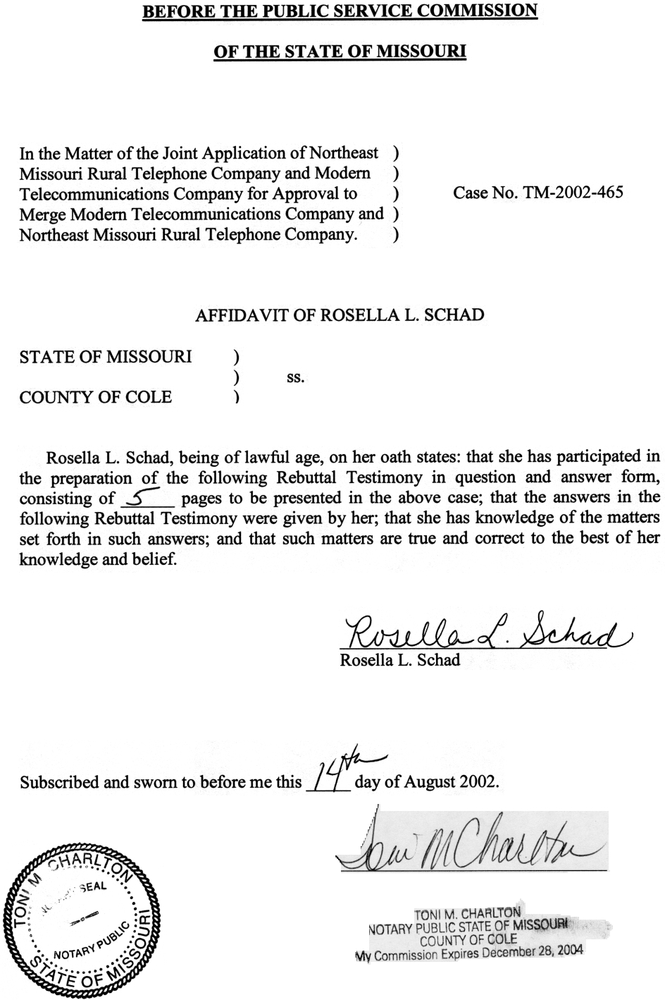 BEFORE THE PUBLIC SERVICE COMMISSION
OF THE STATE OF MISSOURI
In the Matter of the Joint Application of Northeast )
Missouri Rural Telephone Company and Modern )
Telecommunications Company for Approval to ) Case No. TM-2002-465
Merge Modern Telecommunications Company and )
Northeast Missouri Rural Telephone Company. )
AFFIDAVIT OF ROSELLA L. SCHAD
STATE OF MISSOURI )
) ss.
COUNTY OF COLE )
Rosella L. Schad, being of lawful age, on her oath states: that she has participated in
the preparation of the following Rebuttal Testimony in question and answer form,
consisting of 5 pages to be presented in the above case; that the answers in the
following Rebuttal Testimony were given by her; that she has knowledge of the matters
set forth in such answers; and that such matters are true and correct to the best of her
knowledge and belief.
Rosella L. Schad
Rosella L. Schad
Subscribed and sworn to before me this 14th day of August 2002.
Toni M Charlton
TONI M. CHARLTON
NOTARY PUBLIC STATE OF MISSOURI
COUNTY OF COLE
My Commission Expires December 28, 2004
TONI M CHARLTON
SEAL
NOTARY PUBLIC
STATE OF MISSOURI